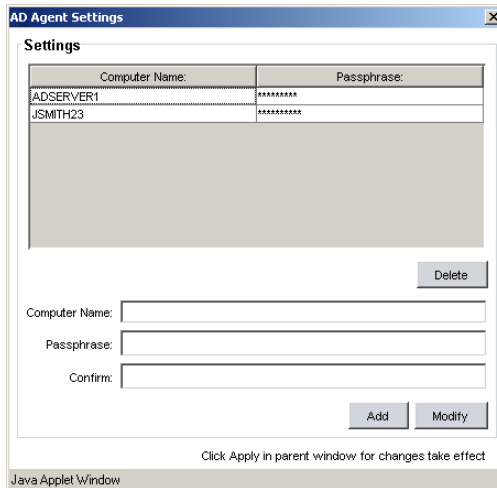 AD Agent Settings
Settings
Computer Name: Passphrase:
ADSERVER1 *********
JSMITH23 **********
Delete
Computer Name:
Passphrase:
Confirm:
Add Modify
Click Apply in parent window for changes take effect
Java Applet Window